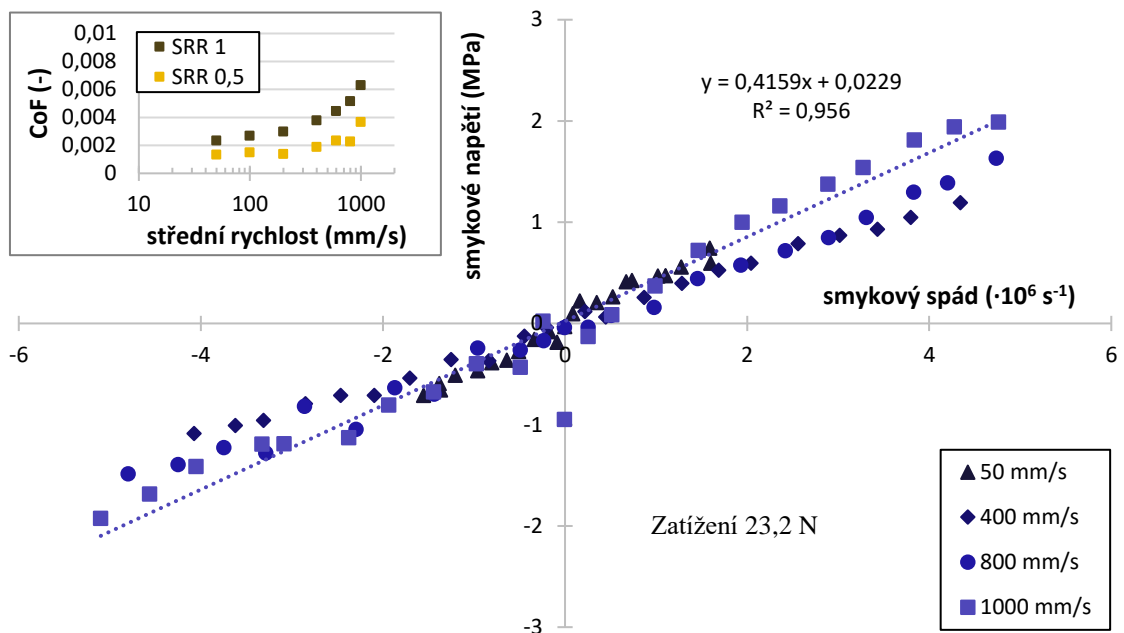 0,01
0,008
0,006
0,004
0,002
0
CoF (-)
SRR 1
SRR 0,5
10
100
1000
střední rychlost (mm/s)
smykové napětí (MPa)
3
2
1
0
-1
-2
-3
y = 0,4159x + 0,0229
R² = 0,956
smykový spád (·10⁶ s⁻¹)
-6
-4
-2
0
2
4
6
Zatížení 23,2 N
50 mm/s
400 mm/s
800 mm/s
1000 mm/s